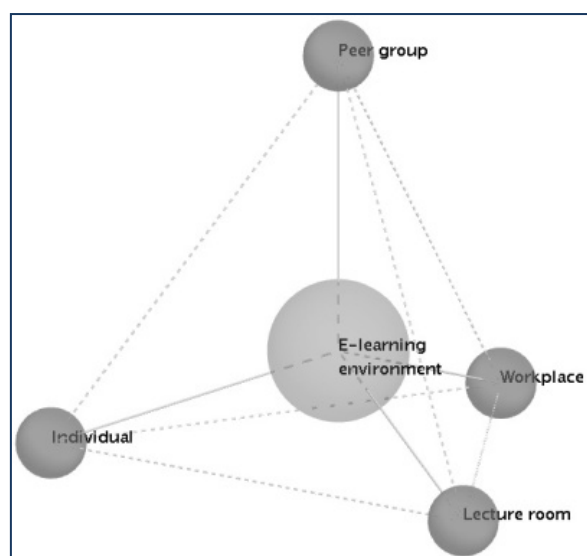 Peer group
E-learning
environment
Workplace
Individual
Lecture room